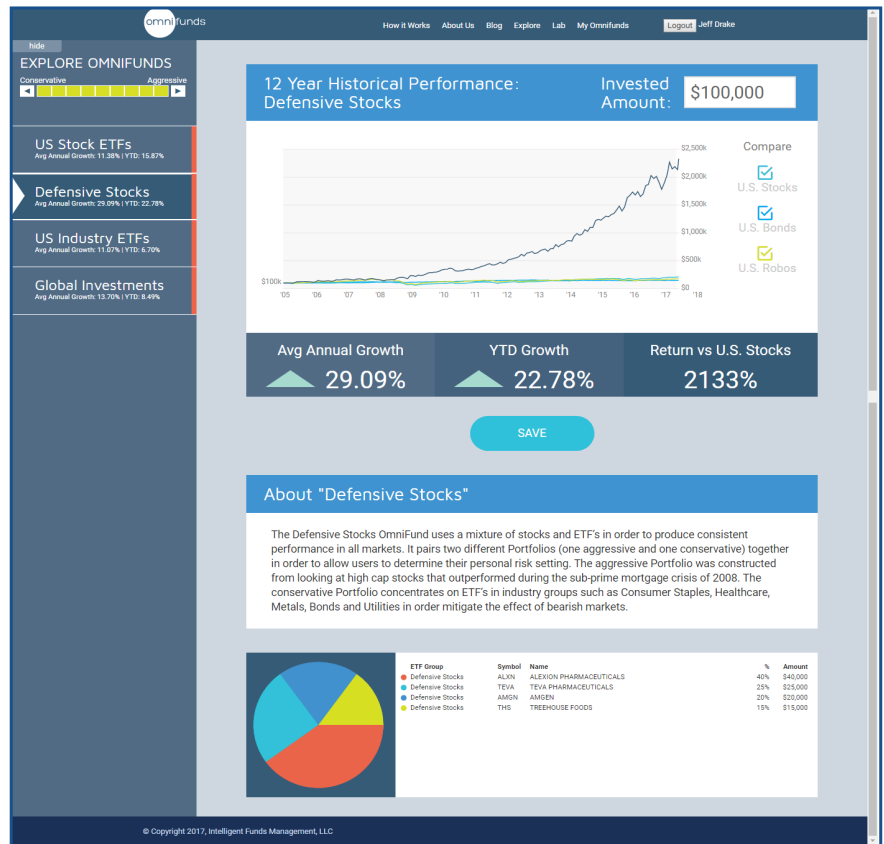 omnifunds
How it Works About Us Blog Explore Lab My Omnifunds Logout Jeff Drake
hide
EXPLORE OMNIFUNDS
Conservative Aggressive
US Stock ETFs
Avg Annual Growth: 11.38% | YTD: 15.87%
Defensive Stocks
Avg Annual Growth: 29.09% | YTD: 22.78%
US Industry ETFs
Avg Annual Growth: 11.07% | YTD: 6.70%
Global Investments
Avg Annual Growth: 13.70% | YTD: 8.49%
12 Year Historical Performance:
Defensive Stocks
Invested
Amount:
$100,000
$2,500k
$2,000k
$1,500k
$1,000k
$500k
$0
$100k
'05 '06 '07 '08 '09 '10 '11 '12 '13 '14 '15 '16 '17 '18
Compare
U.S. Stocks
U.S. Bonds
U.S. Robos
Avg Annual Growth
29.09%
YTD Growth
22.78%
Return vs U.S. Stocks
2133%
SAVE
About "Defensive Stocks"
The Defensive Stocks OmniFund uses a mixture of stocks and ETF's in order to produce consistent
performance in all markets. It pairs two different Portfolios (one aggressive and one conservative) together
in order to allow users to determine their personal risk setting. The aggressive Portfolio was constructed
from looking at high cap stocks that outperformed during the sub-prime mortgage crisis of 2008. The
conservative Portfolio concentrates on ETF's in industry groups such as Consumer Staples, Healthcare,
Metals, Bonds and Utilities in order mitigate the effect of bearish markets.
ETF Group Symbol Name % Amount
Defensive Stocks ALXN ALEXION PHARMACEUTICALS 40% $40,000
Defensive Stocks TEVA TEVA PHARMACEUTICALS 25% $25,000
Defensive Stocks AMGN AMGEN 20% $20,000
Defensive Stocks THS TREEHOUSE FOODS 15% $15,000
© Copyright 2017, Intelligent Funds Management, LLC